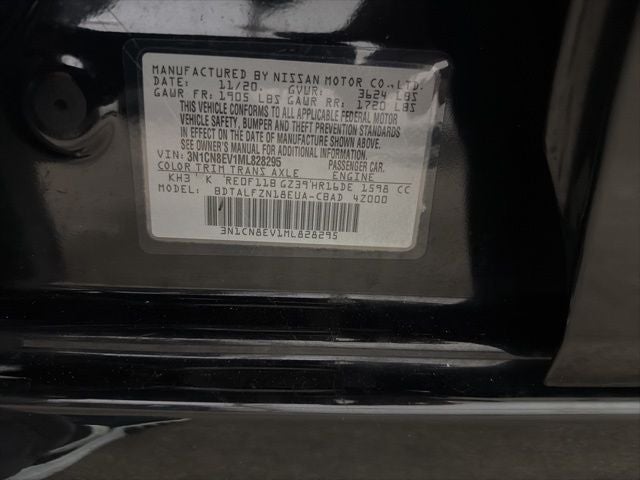 MANUFACTURED BY NISSAN MOTOR CO., LTD.
DATE: 11/20. GVWR: 3624 LBS
GAWR FR: 1905 LBS GAWR RR: 1720 LBS
THIS VEHICLE CONFORMS TO ALL APPLICABLE FEDERAL MOTOR
VEHICLE SAFETY, BUMPER AND THEFT PREVENTION STANDARDS
IN EFFECT ON THE DATE OF MANUFACTURE SHOWN ABOVE.
SEE OWNER'S MANUAL FOR ADDITIONAL INFORMATION.
VIN: 3N1CN8EV1ML828295 PASSENGER CAR.
COLOR TRIM TRANS AXLE ENGINE
KH3 K RE0F11B GZ39 HR16DE 1598 CC
MODEL: BDTALFZN18EUA-CBAD 42000
3N1CN8EV1ML828295